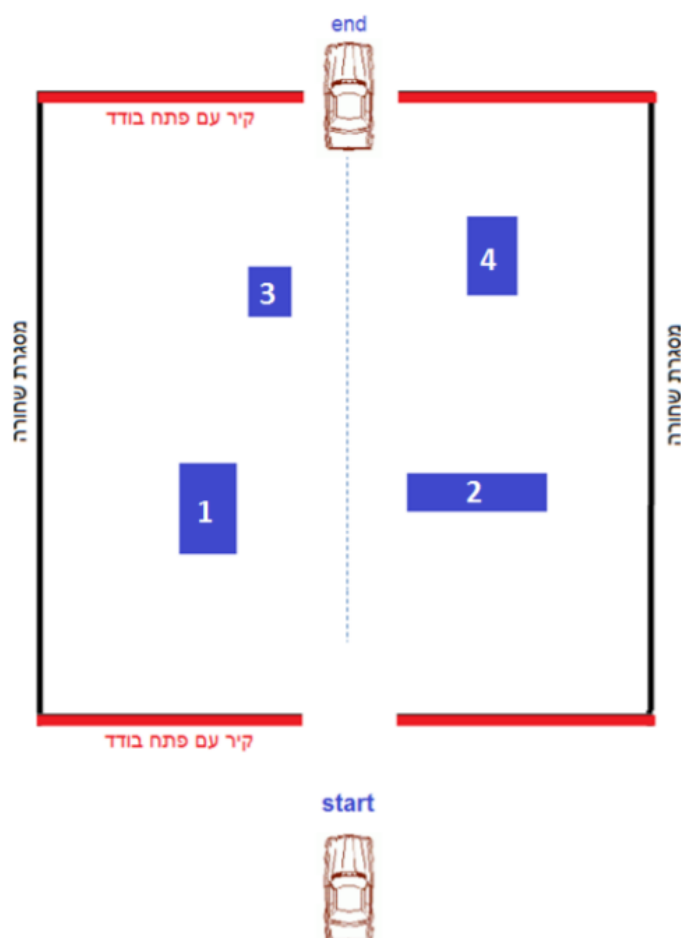 end
קיר עם פתח בודד
4
3
מסגרת שחורה
מסגרת שחורה
2
1
קיר עם פתח בודד
start